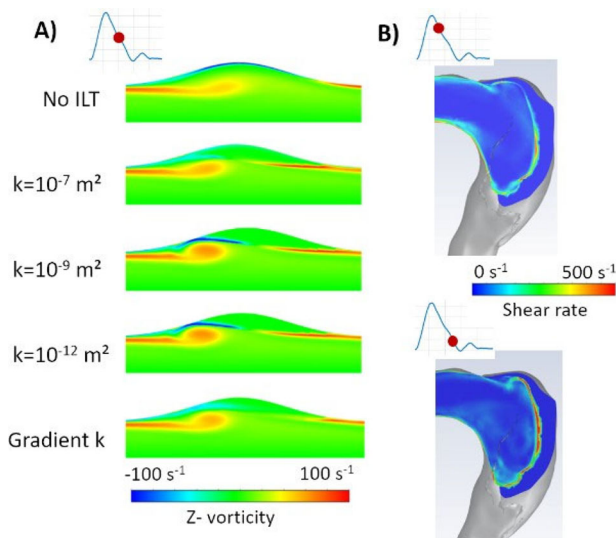 A)
No ILT
k=10⁻⁷ m²
k=10⁻⁹ m²
k=10⁻¹² m²
Gradient k
-100 s⁻¹ 100 s⁻¹
Z- vorticity
B)
0 s⁻¹ 500 s⁻¹
Shear rate